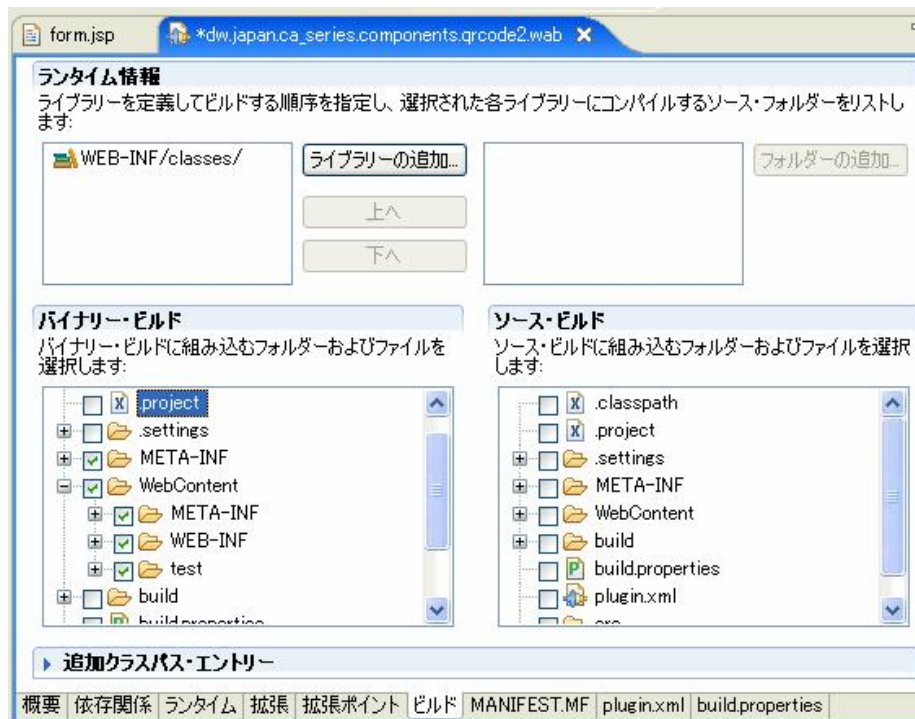 form.jsp
*dw.japan.ca_series.components.qrcode2.wab
ランタイム情報
ライブラリーを定義してビルドする順序を指定し、選択された各ライブラリーにコンパイルするソース・フォルダーをリストし
ます:
WEB-INF/classes/
ライブラリーの追加...
フォルダーの追加...
上へ
下へ
バイナリー・ビルド
バイナリー・ビルドに組み込むフォルダーおよびファイルを
選択します:
.project
.settings
META-INF
WebContent
META-INF
WEB-INF
test
build
build.properties
ソース・ビルド
ソース・ビルドに組み込むフォルダーおよびファイルを選択
します:
.classpath
.project
.settings
META-INF
WebContent
build
build.properties
plugin.xml
src
追加クラスパス・エントリー
概要 依存関係 ランタイム 拡張 拡張ポイント ビルド MANIFEST.MF plugin.xml build.properties